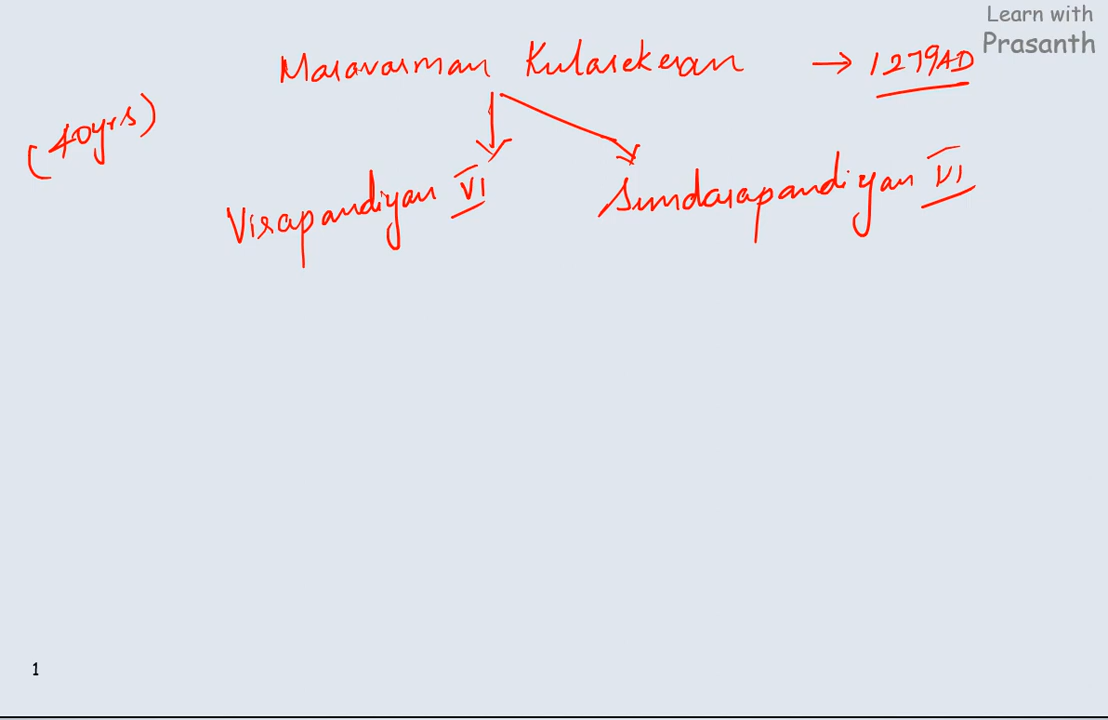 Learn with
Prasanth
Maravarman Kulasekeran → 1279AD
(40yrs)
Virapandiyan VI
Sundarapandiyan VI
1